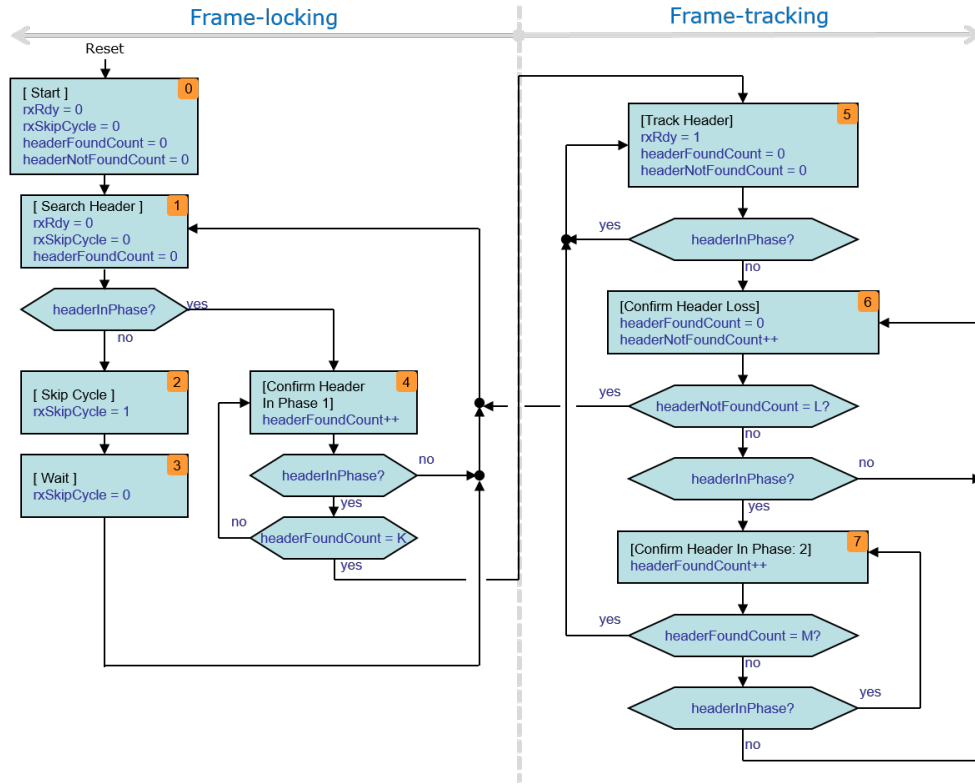 Frame-locking
Frame-tracking
Reset
0
[ Start ]
rxRdy = 0
rxSkipCycle = 0
headerFoundCount = 0
headerNotFoundCount = 0
1
[ Search Header ]
rxRdy = 0
rxSkipCycle = 0
headerFoundCount = 0
headerInPhase?
yes
no
2
[ Skip Cycle ]
rxSkipCycle = 1
3
[ Wait ]
rxSkipCycle = 0
4
[Confirm Header
In Phase 1]
headerFoundCount++
headerInPhase?
no
yes
no
headerFoundCount = K
yes
5
[Track Header]
rxRdy = 1
headerFoundCount = 0
headerNotFoundCount = 0
yes
headerInPhase?
no
6
[Confirm Header Loss]
headerFoundCount = 0
headerNotFoundCount++
yes
headerNotFoundCount = L?
no
headerInPhase?
no
yes
7
[Confirm Header In Phase: 2]
headerFoundCount++
yes
headerFoundCount = M?
no
headerInPhase?
yes
no